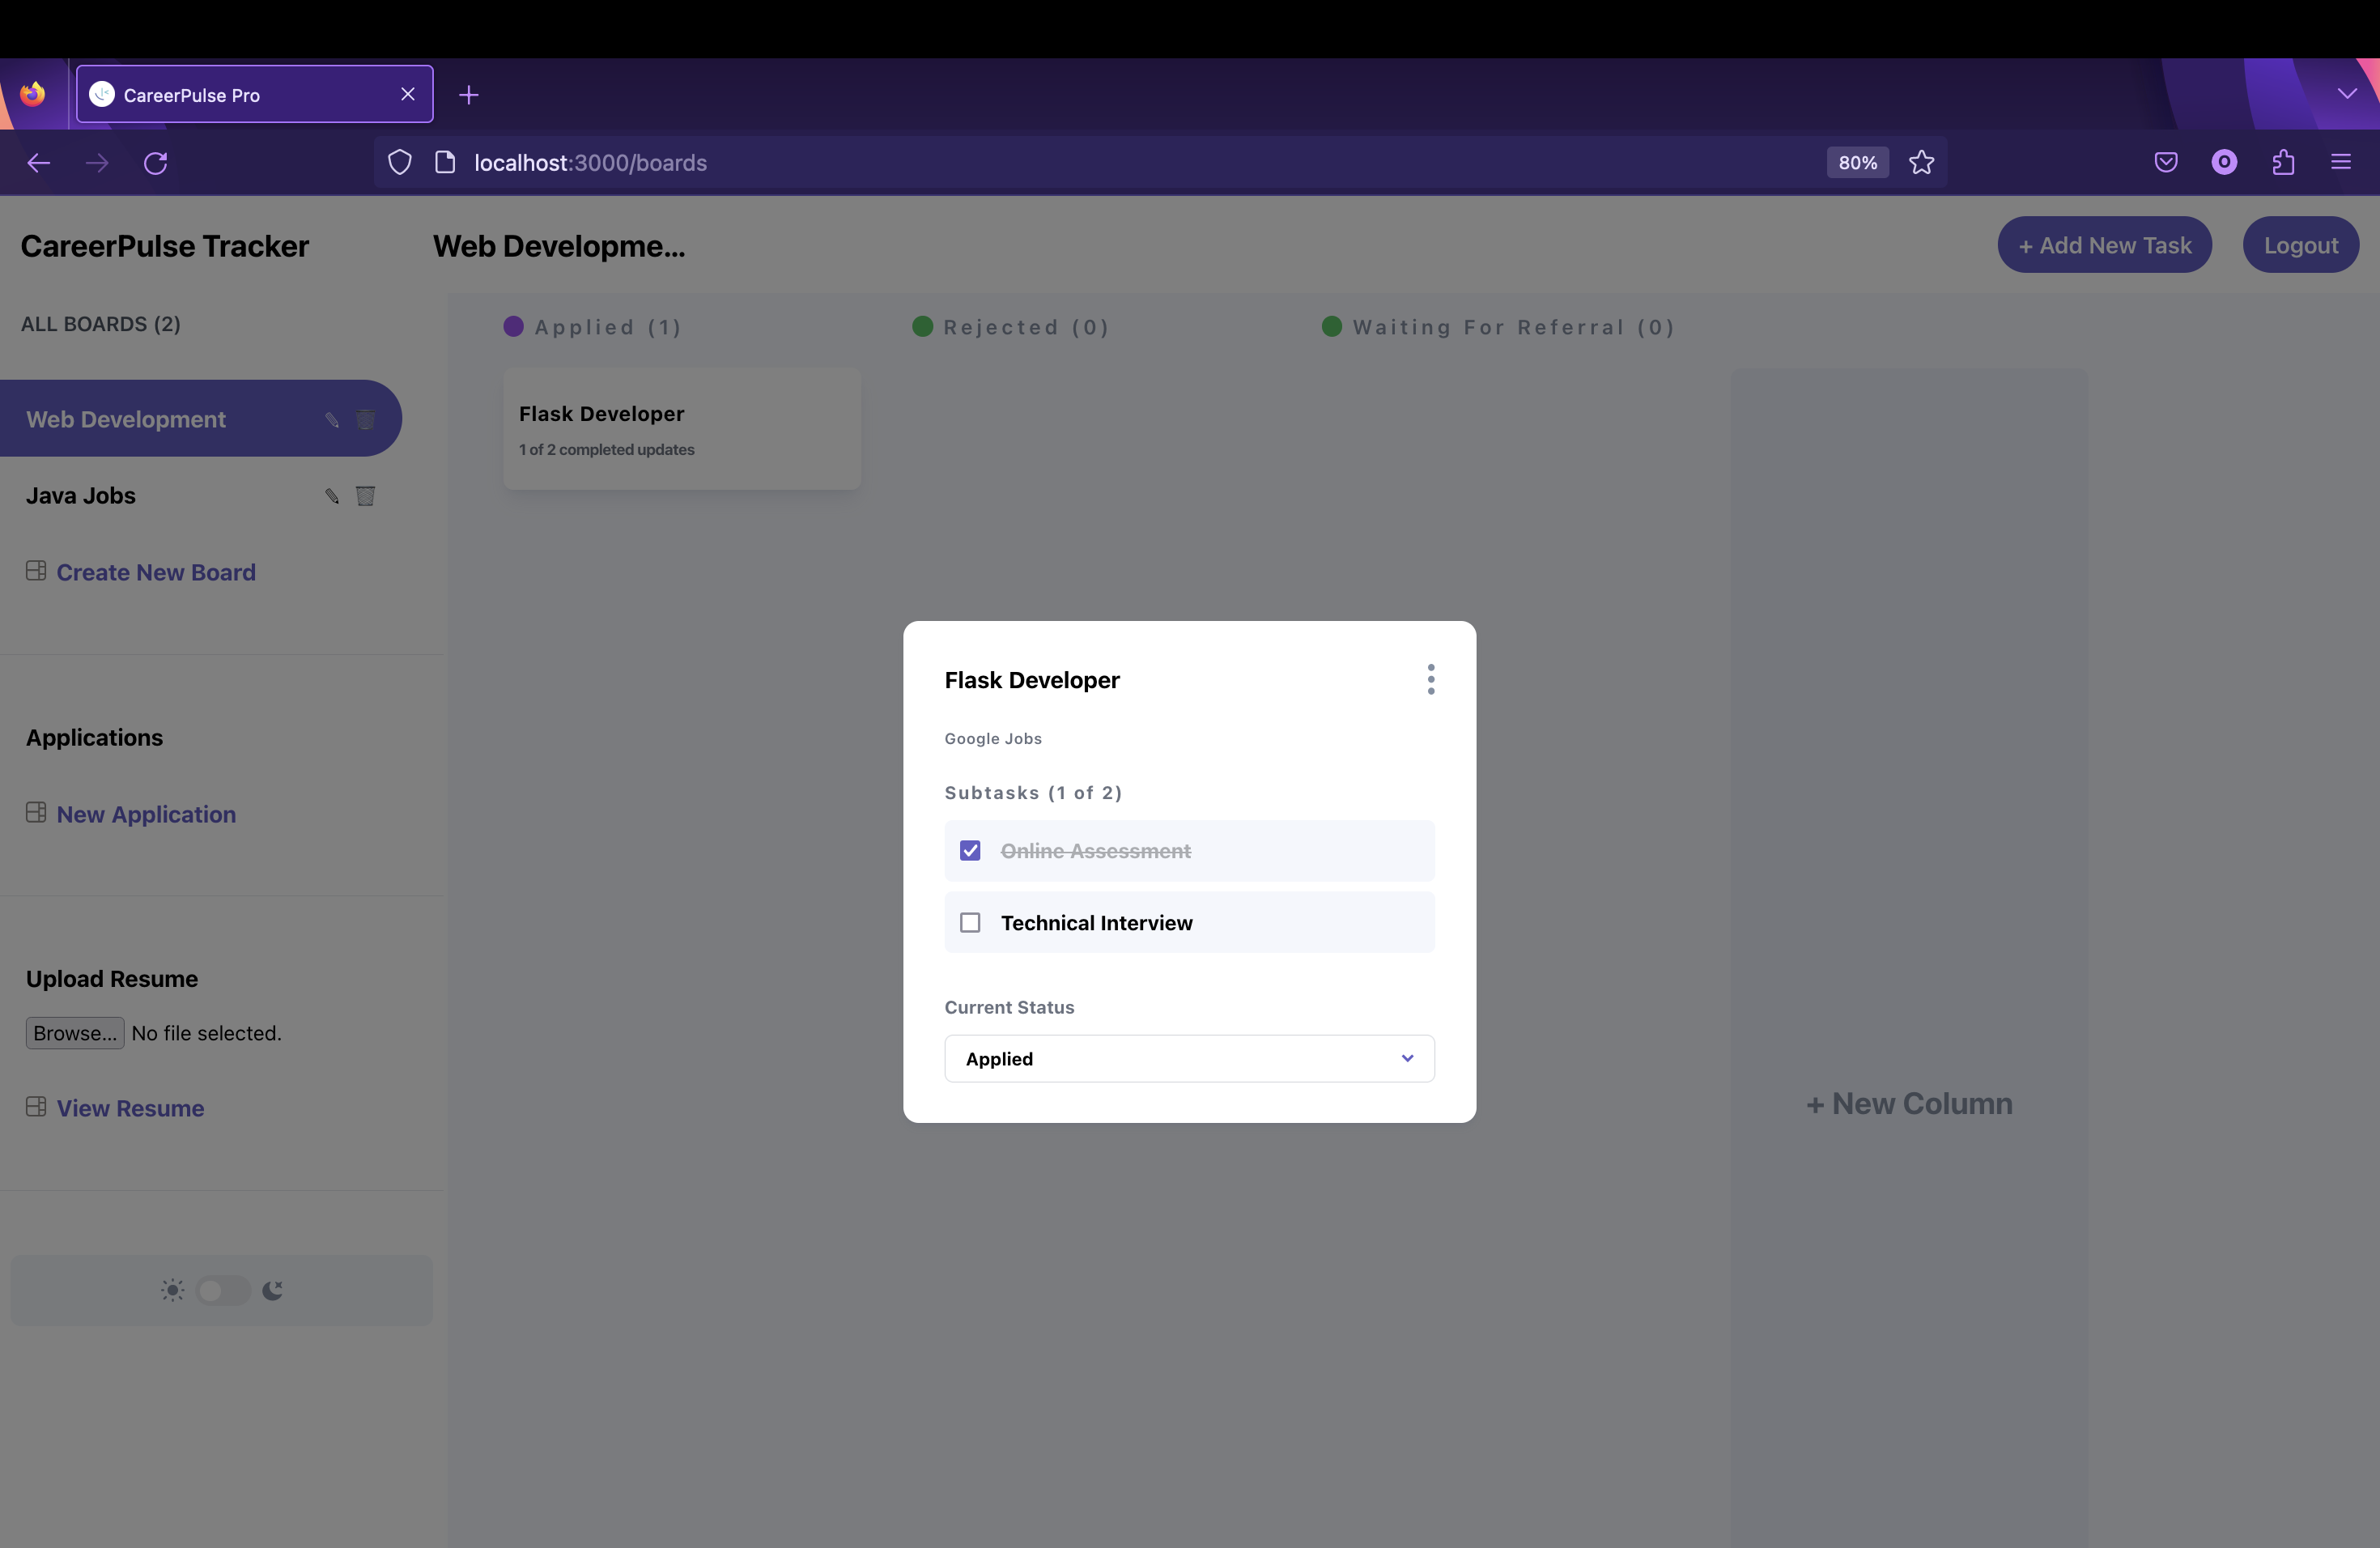 CareerPulse Pro
localhost:3000/boards
80%
CareerPulse Tracker
Web Developme...
+ Add New Task
Logout
ALL BOARDS (2)
Web Development
Java Jobs
Create New Board
Applications
New Application
Upload Resume
Browse... No file selected.
View Resume
Applied (1)
Rejected (0)
Waiting For Referral (0)
Flask Developer
1 of 2 completed updates
+ New Column
Flask Developer
Google Jobs
Subtasks (1 of 2)
Online Assessment
Technical Interview
Current Status
Applied